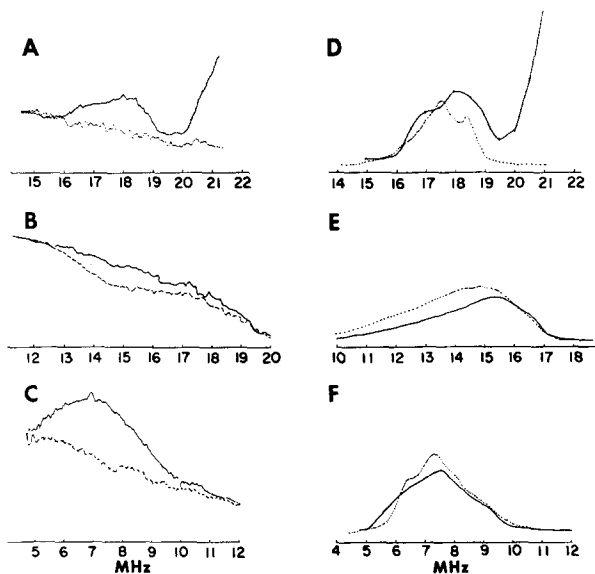 A
15 16 17 18 19 20 21 22
D
14 15 16 17 18 19 20 21 22
B
12 13 14 15 16 17 18 19 20
E
10 11 12 13 14 15 16 17 18
C
5 6 7 8 9 10 11 12
MHz
F
4 5 6 7 8 9 10 11 12
MHz